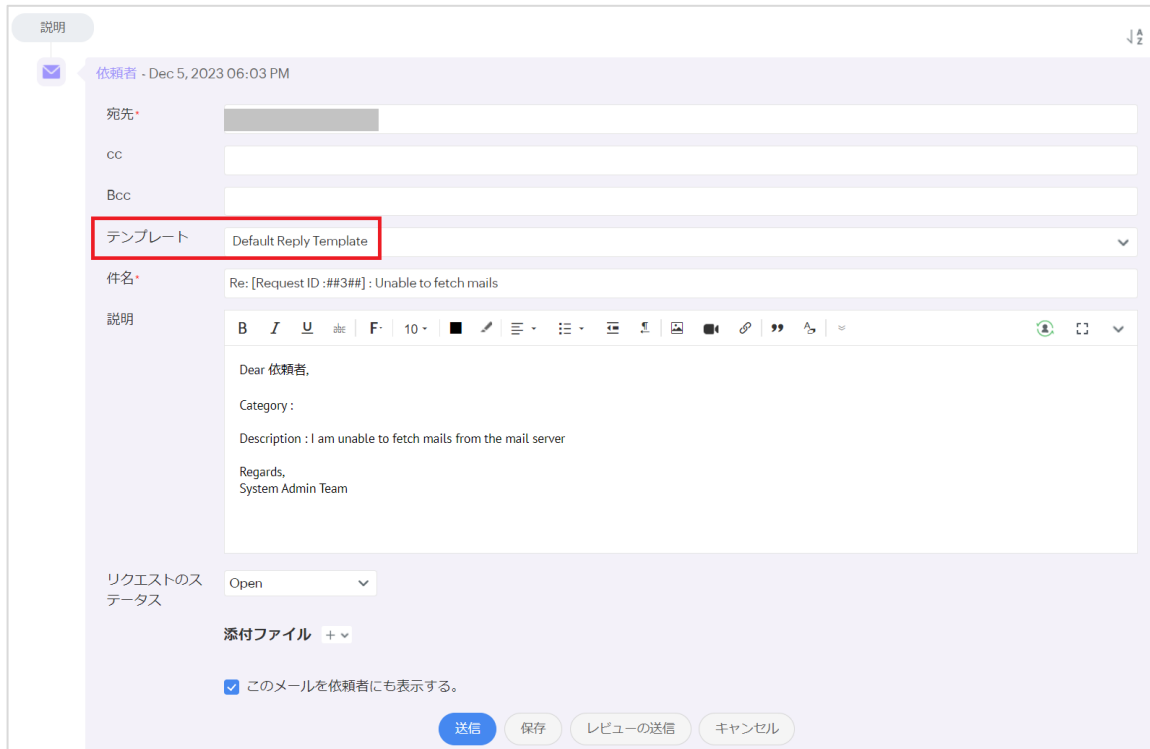 説明
依頼者 - Dec 5, 2023 06:03 PM
宛先*
cc
Bcc
テンプレート Default Reply Template
件名* Re: [Request ID :##3##] : Unable to fetch mails
説明
B I U abc F 10
Dear 依頼者,
Category :
Description : I am unable to fetch mails from the mail server
Regards,
System Admin Team
リクエストのス
テータス
Open
添付ファイル +
このメールを依頼者にも表示する。
送信 保存 レビューの送信 キャンセル